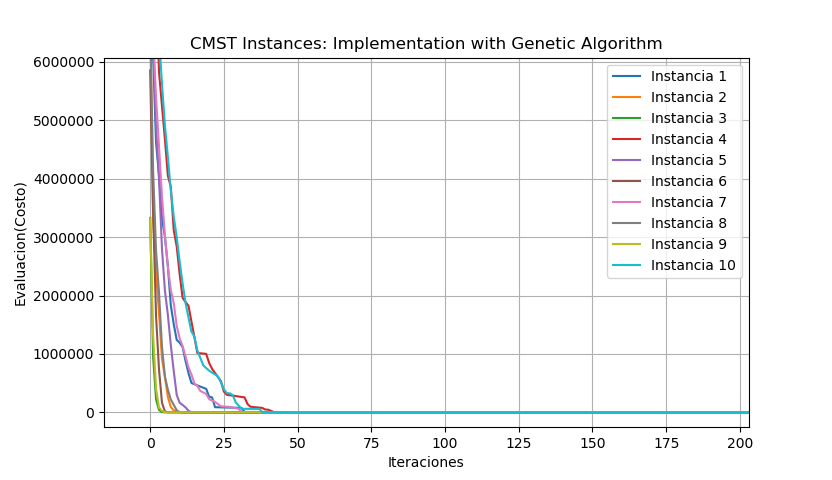 CMST Instances: Implementation with Genetic Algorithm
Evaluacion(Costo)
6000000
5000000
4000000
3000000
2000000
1000000
0
Instancia 1
Instancia 2
Instancia 3
Instancia 4
Instancia 5
Instancia 6
Instancia 7
Instancia 8
Instancia 9
Instancia 10
0 25 50 75 100 125 150 175 200
Iteraciones